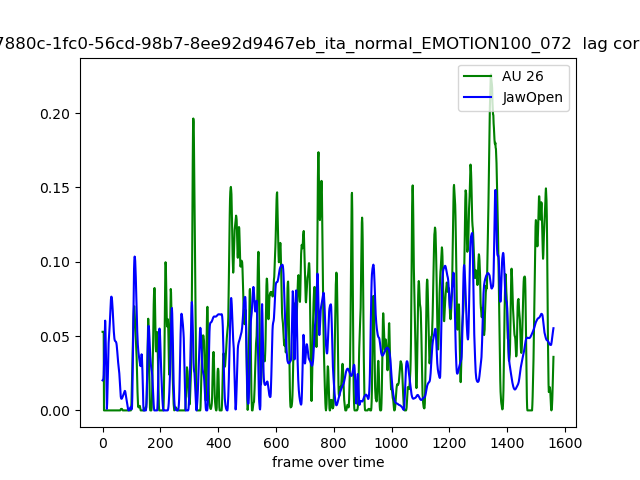 7880c-1fc0-56cd-98b7-8ee92d9467eb_ita_normal_EMOTION100_072 lag cor
AU 26
JawOpen
0.20
0.15
0.10
0.05
0.00
0 200 400 600 800 1000 1200 1400 1600
frame over time